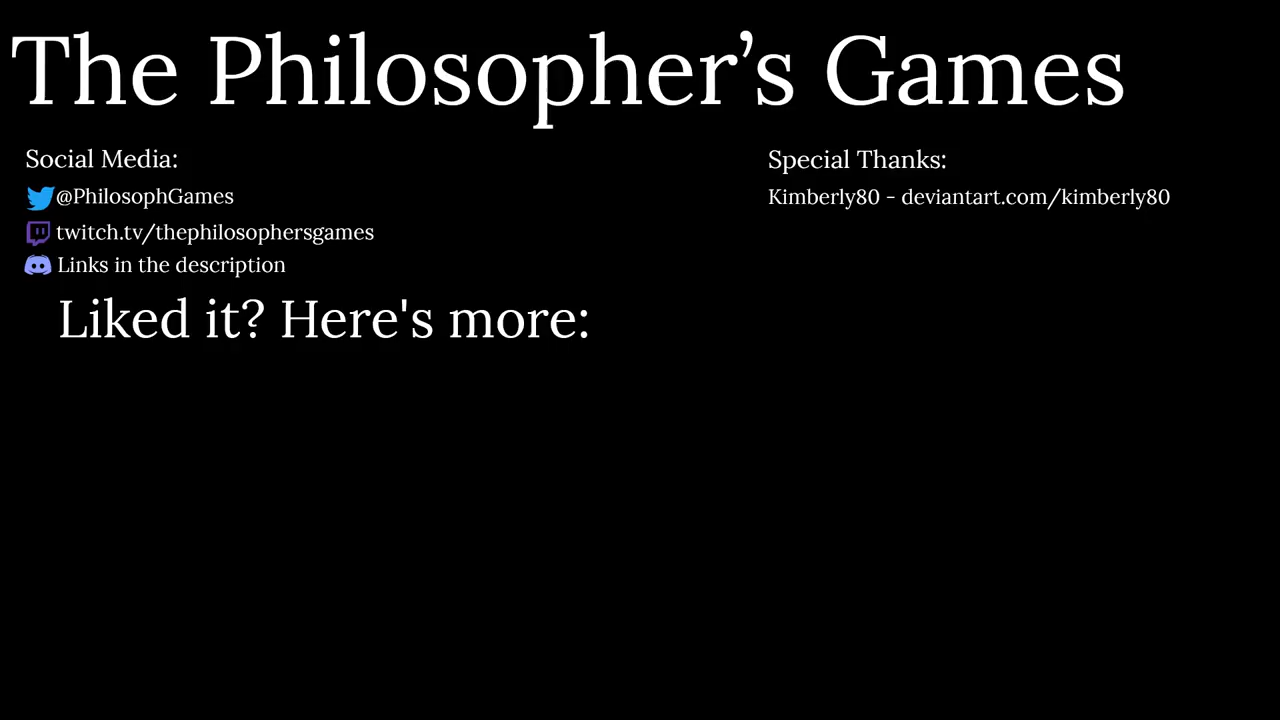 The Philosopher’s Games
Social Media:
@PhilosophGames
twitch.tv/thephilosophersgames
Links in the description
Special Thanks:
Kimberly80 - deviantart.com/kimberly80
Liked it? Here's more: